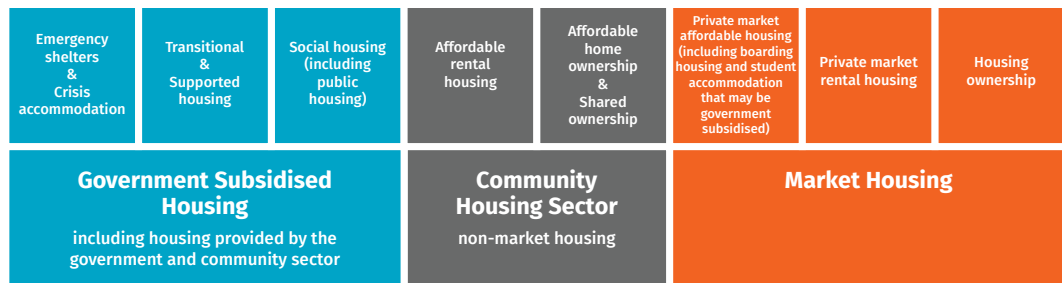 Emergency
shelters
&
Crisis
accommodation
Transitional
&
Supported
housing
Social housing
(including
public
housing)
Affordable
rental
housing
Affordable
home
ownership
&
Shared
ownership
Private market
affordable housing
(including boarding
housing and student
accommodation
that may be
government
subsidised)
Private market
rental housing
Housing
ownership
Government Subsidised
Housing
including housing provided by the
government and community sector
Community
Housing Sector
non-market housing
Market Housing